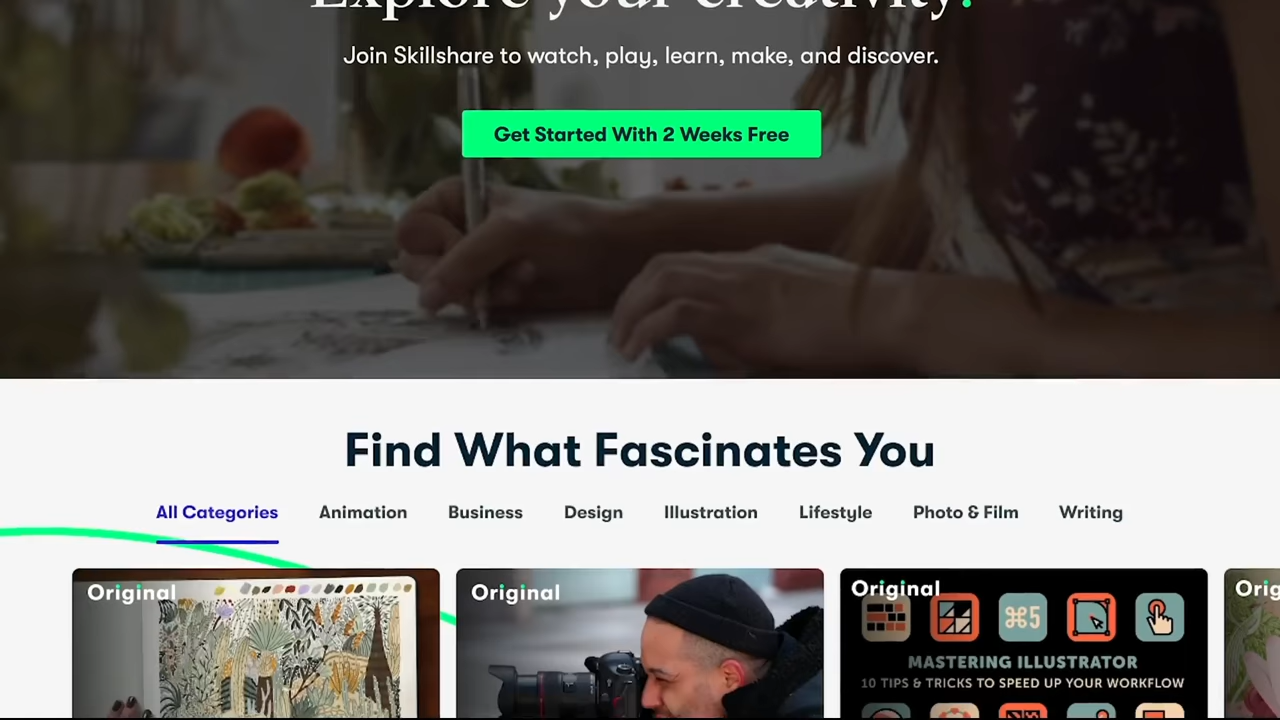 Explore your creativity.
Join Skillshare to watch, play, learn, make, and discover.
Get Started With 2 Weeks Free
Find What Fascinates You
All Categories Animation Business Design Illustration Lifestyle Photo & Film Writing
Original Original Original Orig
⌘5
MASTERING ILLUSTRATOR
10 TIPS & TRICKS TO SPEED UP YOUR WORKFLOW